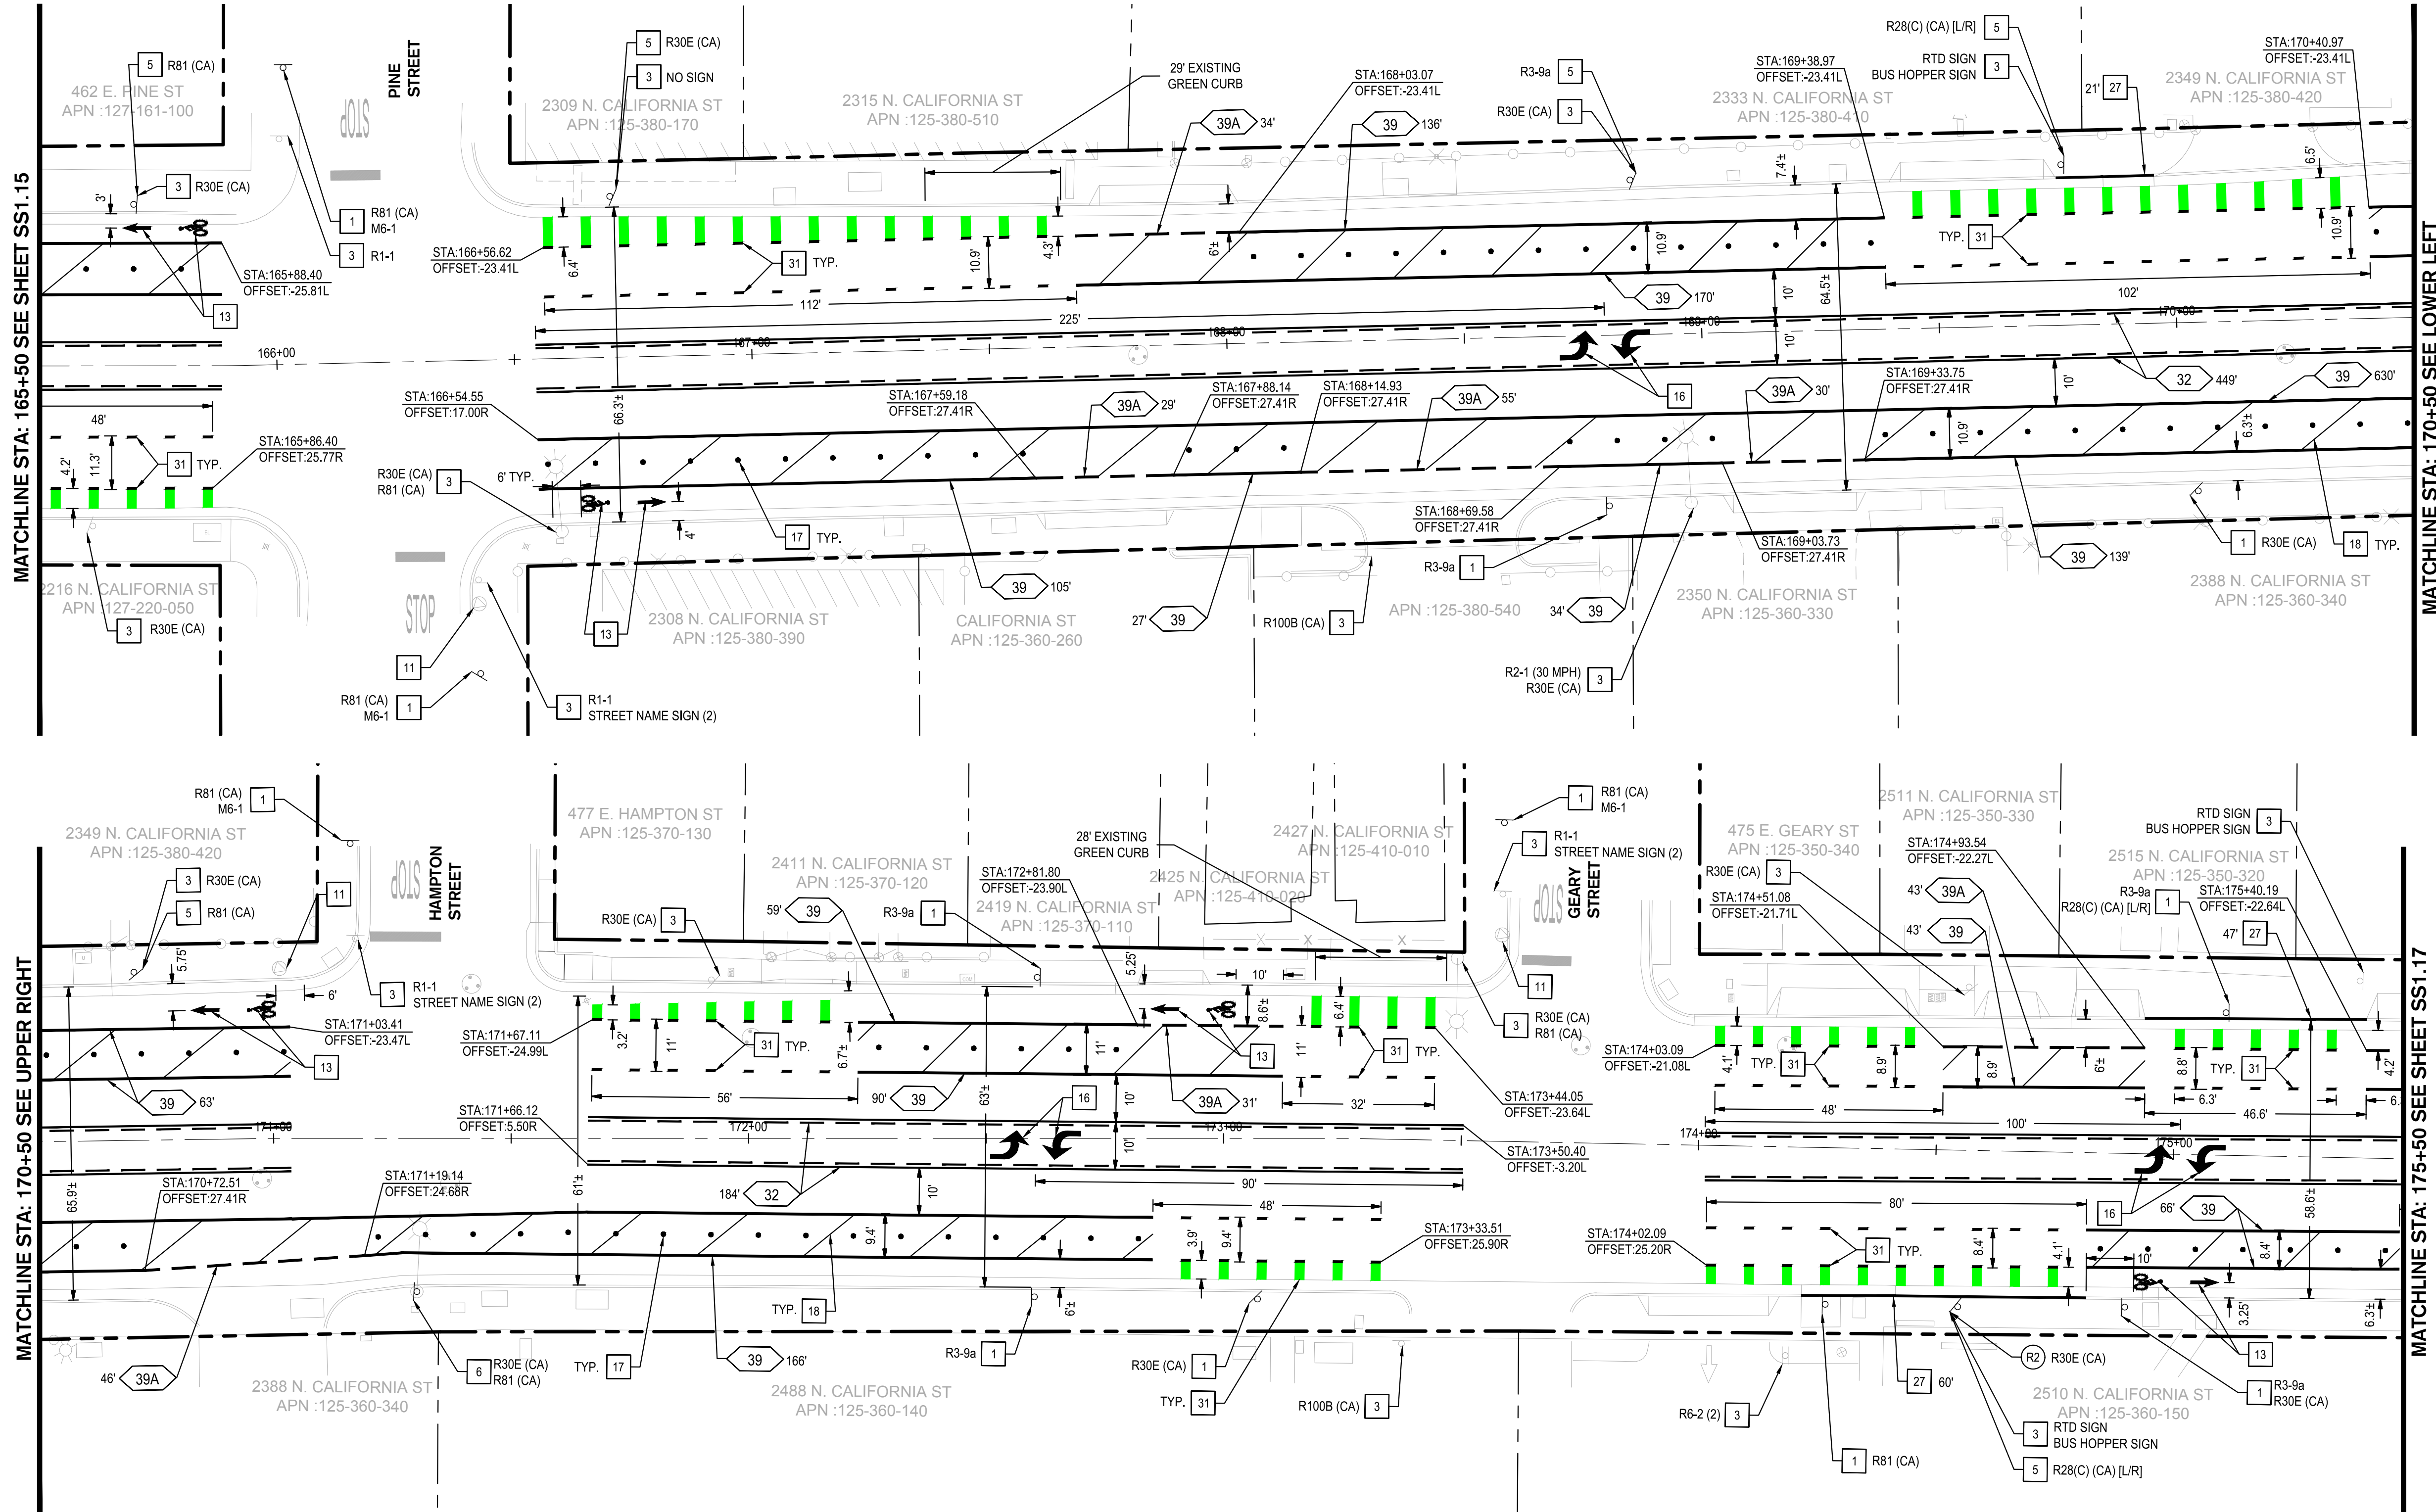 MATCHLINE STA: 165+50 SEE SHEET SS1.15
462 E. PINE ST
APN :127-161-100
5 R81 (CA)
3 R30E (CA)
3'
STA:165+88.40
OFFSET:-25.81L
13
1 R81 (CA)
M6-1
3 R1-1
STOP
PINE
STREET
166+00
48'
4.2'
11.3'
31 TYP.
STA:165+86.40
OFFSET:25.77R
2216 N. CALIFORNIA ST
APN :127-220-050
3 R30E (CA)
STOP
11
R81 (CA)
M6-1 1
5 R30E (CA)
3 NO SIGN
2309 N. CALIFORNIA ST
APN :125-380-170
2315 N. CALIFORNIA ST
APN :125-380-510
29' EXISTING
GREEN CURB
STA:166+56.62
OFFSET:-23.41L
6.4'
31 TYP.
10.9'
4.3'
112'
225'
39A 34'
STA:168+03.07
OFFSET:-23.41L
39 136'
6'±
R3-9a 5
R30E (CA) 3
STA:169+38.97
OFFSET:-23.41L
2333 N. CALIFORNIA ST
APN :125-380-410
7.4'±
10.9'
39 170'
10'
64.5'±
10'
R28(C) (CA) [L/R] 5
RTD SIGN
BUS HOPPER SIGN 3
21' 27
STA:170+40.97
OFFSET:-23.41L
2349 N. CALIFORNIA ST
APN :125-380-420
6.5'
TYP. 31
10.9'
102'
167+00
168+00
169+00
170+00
STA:166+54.55
OFFSET:17.00R
66.3'±
STA:167+59.18
OFFSET:27.41R
39A 29'
STA:167+88.14
OFFSET:27.41R
STA:168+14.93
OFFSET:27.41R
39A 55'
16
39A 30'
STA:169+33.75
OFFSET:27.41R
10'
32 449'
39 630'
10.9'
6.3'±
R30E (CA)
R81 (CA) 3
6' TYP.
4'
17 TYP.
13
3 R1-1
STREET NAME SIGN (2)
2308 N. CALIFORNIA ST
APN :125-380-390
39 105'
CALIFORNIA ST
APN :125-360-260
27' 39
R100B (CA) 3
STA:168+69.58
OFFSET:27.41R
R3-9a 1
APN :125-380-540
34' 39
R2-1 (30 MPH)
R30E (CA) 3
STA:169+03.73
OFFSET:27.41R
2350 N. CALIFORNIA ST
APN :125-360-330
39 139'
1 R30E (CA)
18 TYP.
2388 N. CALIFORNIA ST
APN :125-360-340
MATCHLINE STA: 170+50 SEE LOWER LEFT
MATCHLINE STA: 170+50 SEE UPPER RIGHT
R81 (CA)
M6-1 1
2349 N. CALIFORNIA ST
APN :125-380-420
3 R30E (CA)
5 R81 (CA)
11
STOP
HAMPTON
STREET
5.75'
6'
3 R1-1
STREET NAME SIGN (2)
STA:171+03.41
OFFSET:-23.47L
13
39 63'
65.9'±
171+00
STA:170+72.51
OFFSET:27.41R
STA:171+19.14
OFFSET:24.68R
46' 39A
2388 N. CALIFORNIA ST
APN :125-360-340
6 R30E (CA)
R81 (CA)
477 E. HAMPTON ST
APN :125-370-130
R30E (CA) 3
2411 N. CALIFORNIA ST
APN :125-370-120
59' 39
R3-9a 1
STA:172+81.80
OFFSET:-23.90L
2419 N. CALIFORNIA ST
APN :125-370-110
28' EXISTING
GREEN CURB
2425 N. CALIFORNIA ST
APN :125-410-020
2427 N. CALIFORNIA ST
APN :125-410-010
STA:171+67.11
OFFSET:-24.99L
3.2'
11'
31 TYP.
6.7'±
56'
90' 39
63'±
11'
5.25'
10'
8.6'±
6.4'
11'
13
31 TYP.
39A 31'
32'
16
10'
10'
STA:171+66.12
OFFSET:5.50R
172+00
173+00
184' 32
10'
61'±
90'
48'
9.4'
3.9'
9.4'
STA:173+33.51
OFFSET:25.90R
STA:173+44.05
OFFSET:-23.64L
STA:173+50.40
OFFSET:-3.20L
TYP. 18
TYP. 17
39 166'
2488 N. CALIFORNIA ST
APN :125-360-140
R3-9a 1
6'±
R30E (CA) 1
TYP. 31
R100B (CA) 3
1 R81 (CA)
M6-1
3 R1-1
STREET NAME SIGN (2)
STOP
GEARY
STREET
11
3 R30E (CA)
R81 (CA)
475 E. GEARY ST
APN :125-350-340
R30E (CA) 3
STA:174+51.08
OFFSET:-21.71L
2511 N. CALIFORNIA ST
APN :125-350-330
STA:174+93.54
OFFSET:-22.27L
43' 39A
43' 39
RTD SIGN
BUS HOPPER SIGN 3
2515 N. CALIFORNIA ST
APN :125-350-320
R3-9a
R28(C) (CA) [L/R] 1
STA:175+40.19
OFFSET:-22.64L
47' 27
STA:174+03.09
OFFSET:-21.08L
4.1'
TYP. 31
8.9'
8.9'
6'±
8.8'
TYP. 31
4.2'
6.3'
48'
46.6'
100'
174+00
175+00
16
80'
66' 39
58.6'±
STA:174+02.09
OFFSET:25.20R
31 TYP.
8.4'
4.1'
10'
8.4'
3.25'
6.3'±
13
R2 R30E (CA)
27 60'
1 R3-9a
R30E (CA)
R6-2 (2) 3
2510 N. CALIFORNIA ST
APN :125-360-150
3 RTD SIGN
BUS HOPPER SIGN
1 R81 (CA)
5 R28(C) (CA) [L/R]
MATCHLINE STA: 175+50 SEE SHEET SS1.17